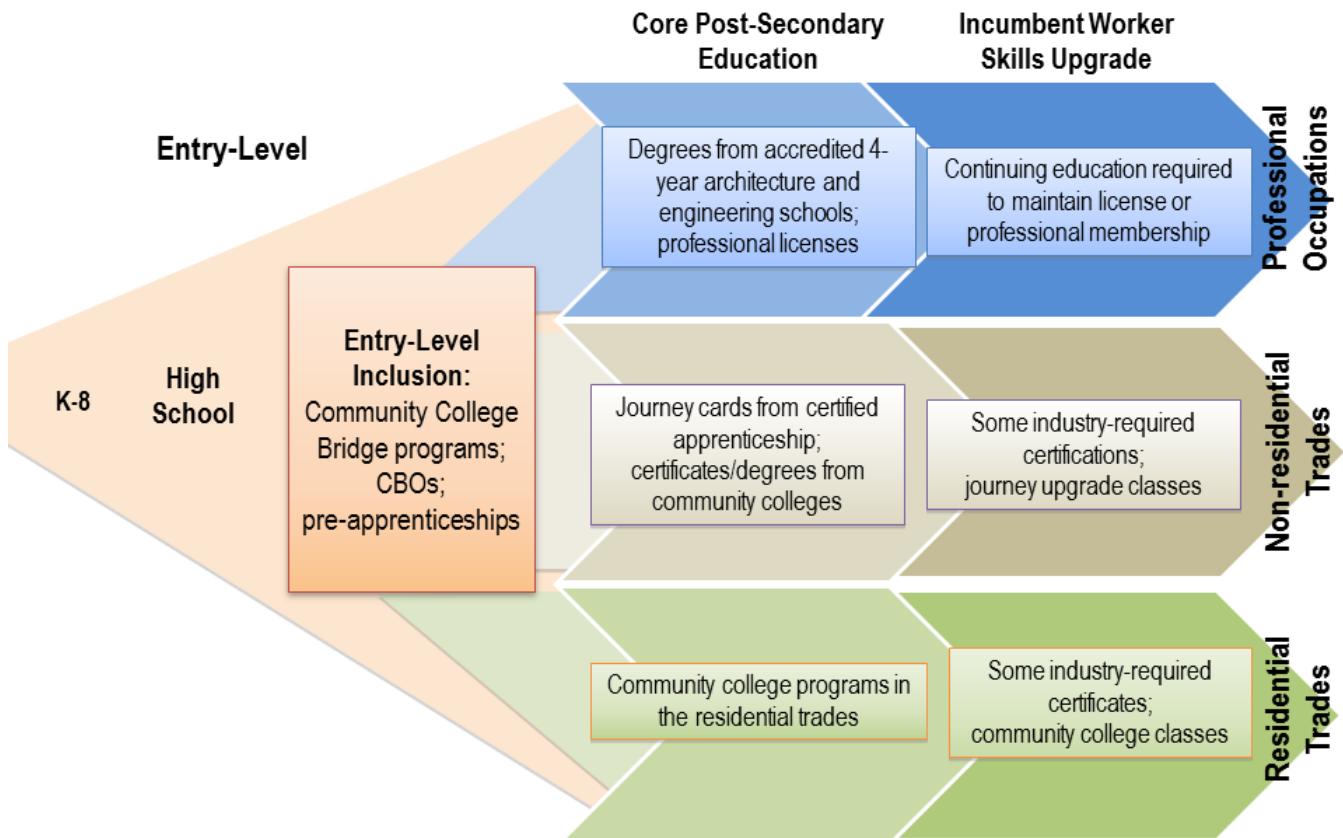 Core Post-Secondary
Education
Incumbent Worker
Skills Upgrade
Entry-Level
K-8
High
School
Entry-Level
Inclusion:
Community College
Bridge programs;
CBOs;
pre-apprenticeships
Degrees from accredited 4-
year architecture and
engineering schools;
professional licenses
Continuing education required
to maintain license or
professional membership
Professional
Occupations
Journey cards from certified
apprenticeship;
certificates/degrees from
community colleges
Some industry-required
certifications;
journey upgrade classes
Non-residential
Trades
Community college programs in
the residential trades
Some industry-required
certificates;
community college classes
Residential
Trades